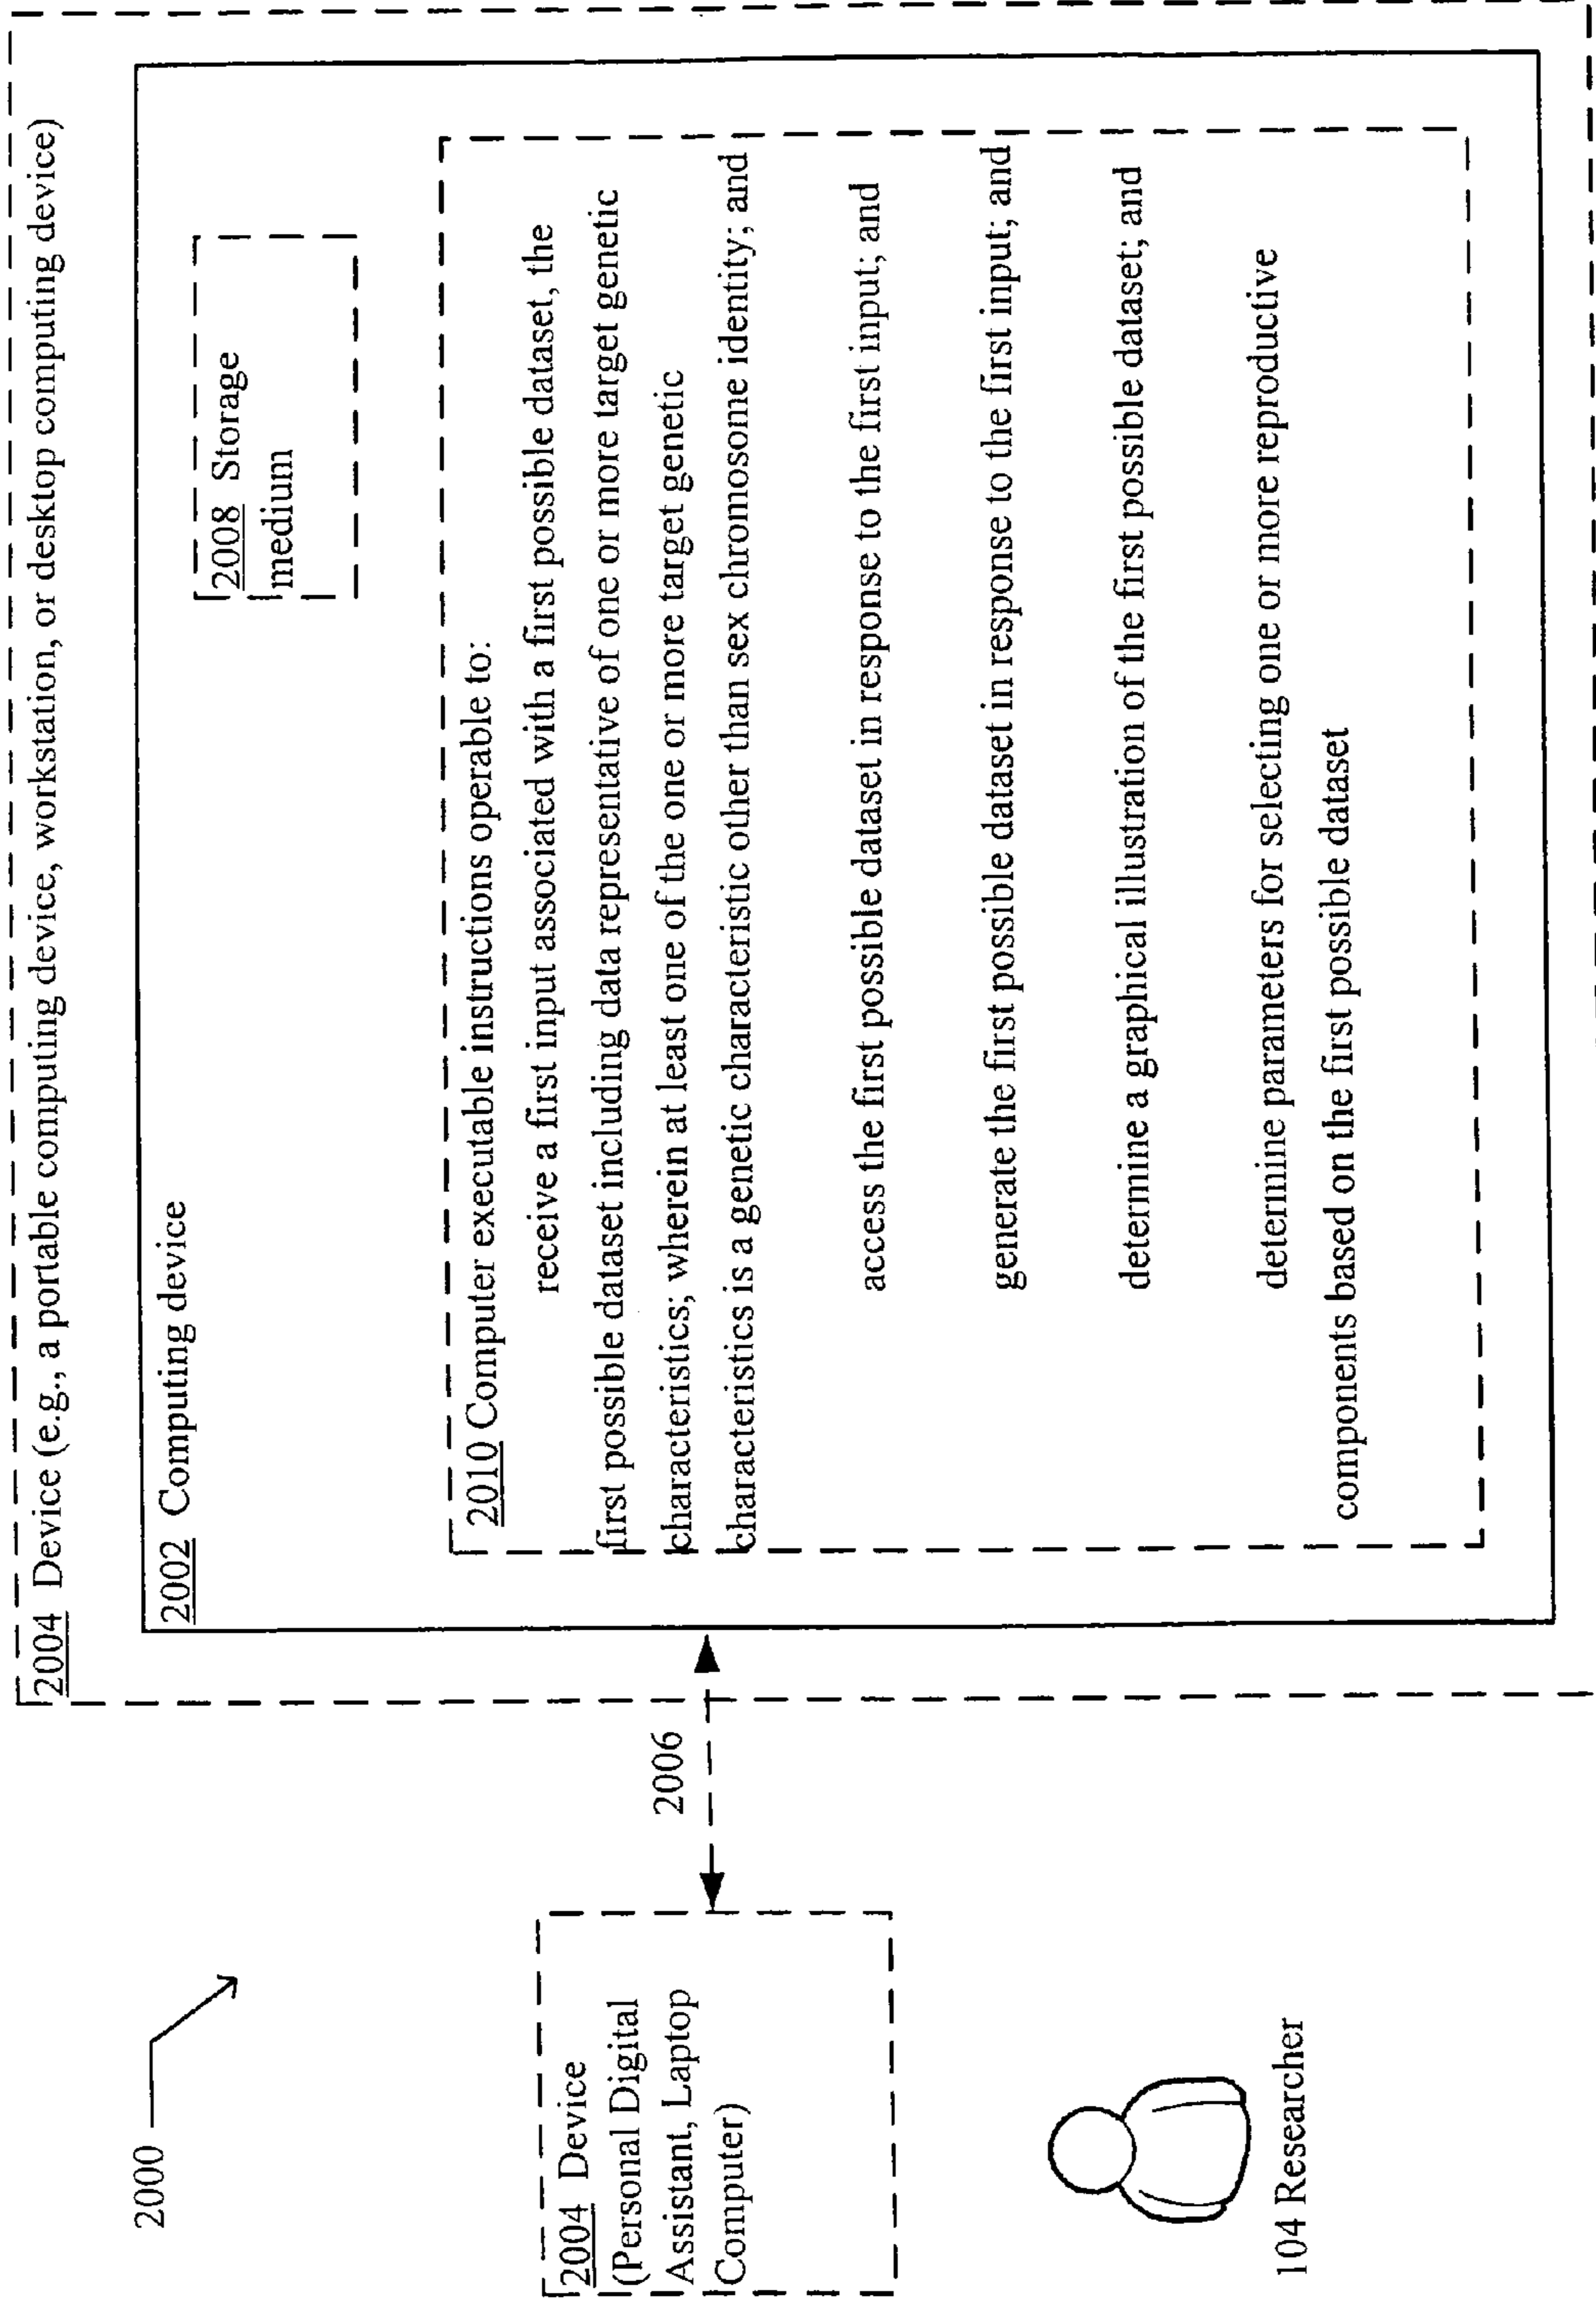 2000
2004 Device (e.g., a portable computing device, workstation, or desktop computing device)
2002 Computing device
2008 Storage
medium
2010 Computer executable instructions operable to:
receive a first input associated with a first possible dataset, the
first possible dataset including data representative of one or more target genetic
characteristics; wherein at least one of the one or more target genetic
characteristics is a genetic characteristic other than sex chromosome identity; and
access the first possible dataset in response to the first input; and
generate the first possible dataset in response to the first input; and
determine a graphical illustration of the first possible dataset; and
determine parameters for selecting one or more reproductive
components based on the first possible dataset
2006
2004 Device
(Personal Digital
Assistant, Laptop
Computer)
104 Researcher